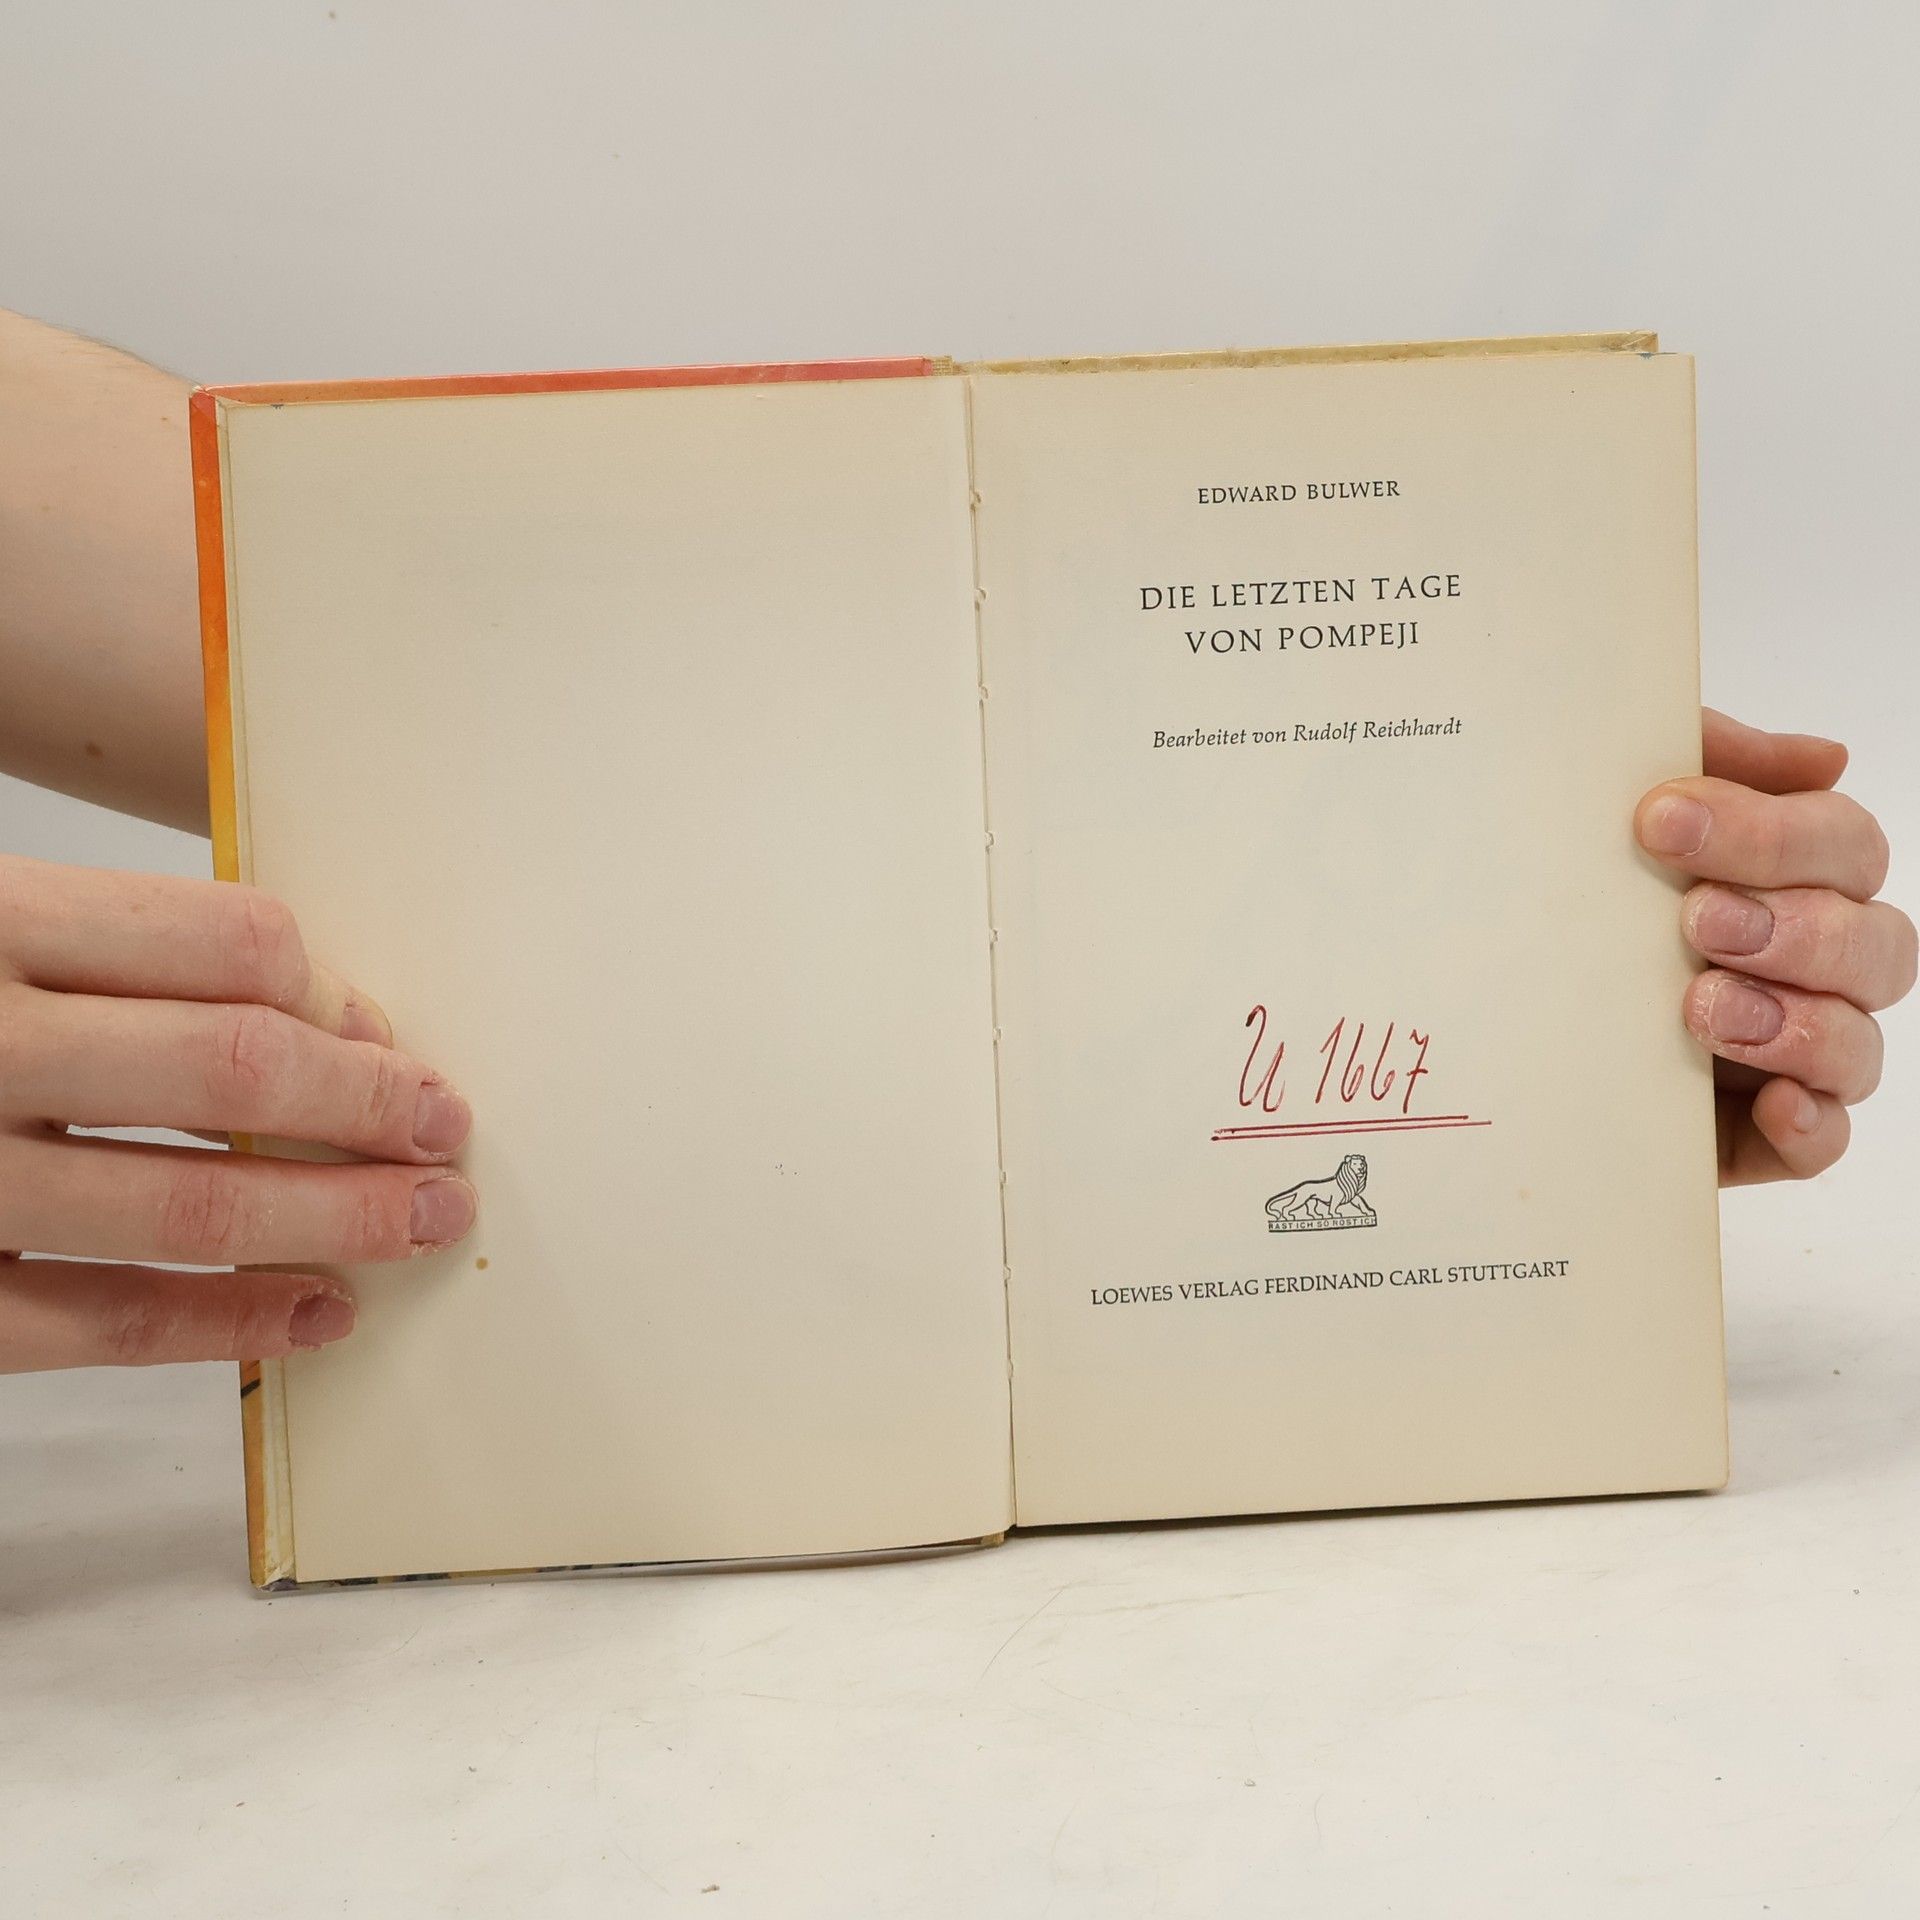 EDWARD BULWER
DIE LETZTEN TAGE
VON POMPEJI
Bearbeitet von Rudolf Reichhardt
U 1667
RAST ICH SO ROST ICH
LOEWES VERLAG FERDINAND CARL STUTTGART